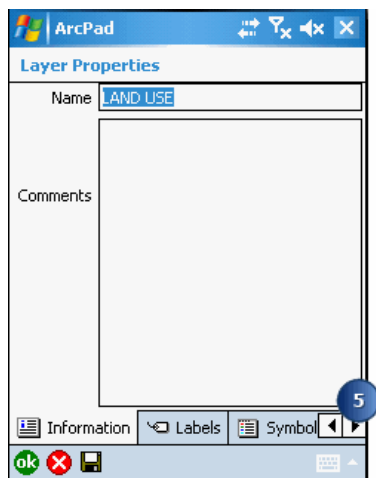 ArcPad
Layer Properties
Name LAND USE
Comments
5
Information Labels Symbol
ok